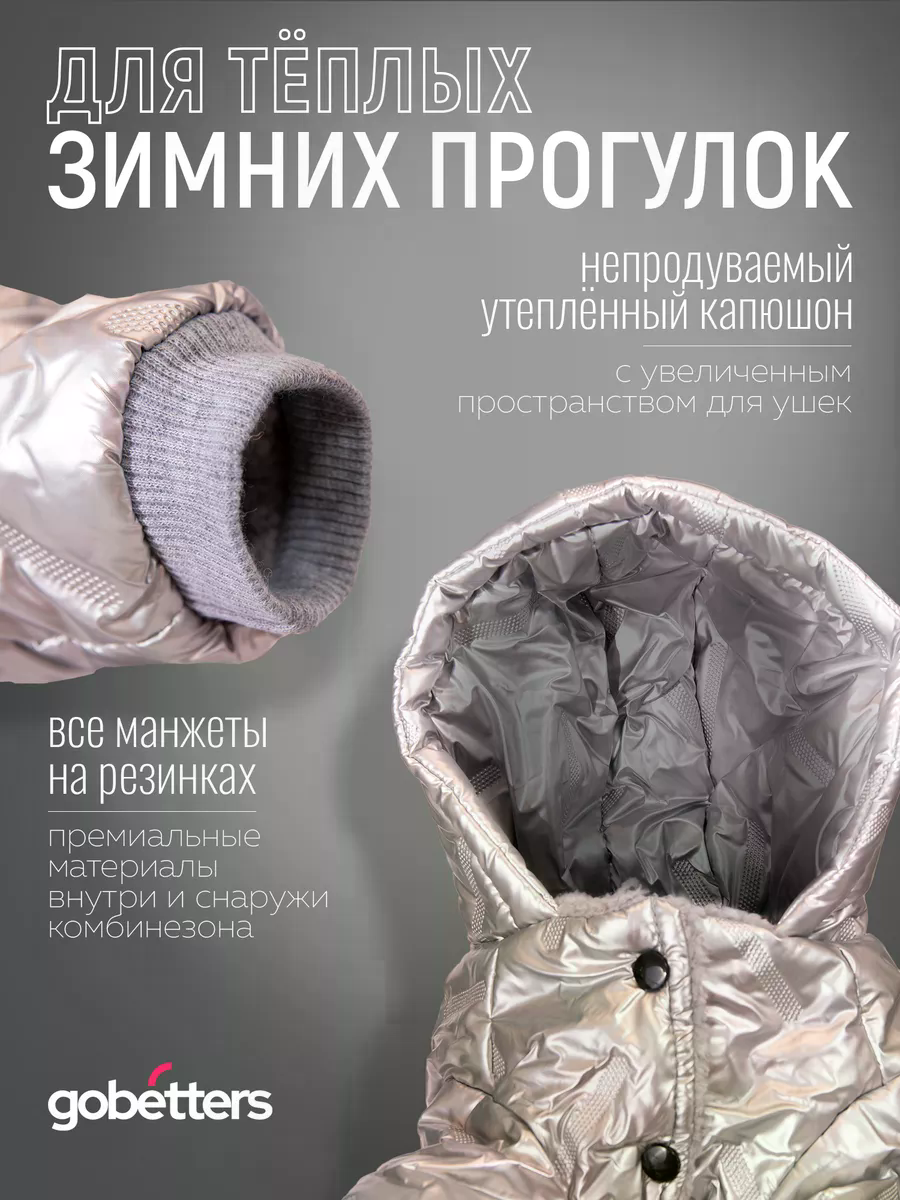 ДЛЯ ТЁПЛЫХ
ЗИМНИХ ПРОГУЛОК
непродуваемый
утеплённый капюшон
с увеличенным
пространством для ушек
все манжеты
на резинках
премиальные
материалы
внутри и снаружи
комбинезона
gobetters